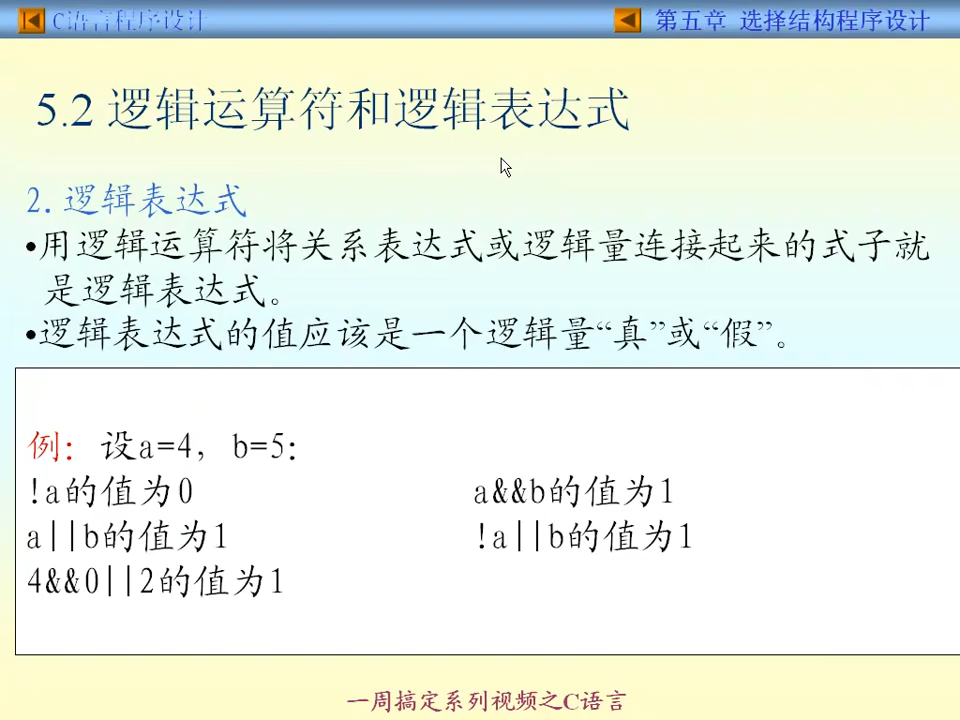 C语言程序设计
第五章 选择结构程序设计
5.2 逻辑运算符和逻辑表达式
2. 逻辑表达式
•用逻辑运算符将关系表达式或逻辑量连接起来的式子就
是逻辑表达式。
•逻辑表达式的值应该是一个逻辑量“真”或“假”。
例: 设a=4, b=5:
!a的值为0 a&&b的值为1
a||b的值为1 !a||b的值为1
4&&0||2的值为1
一周搞定系列视频之C语言